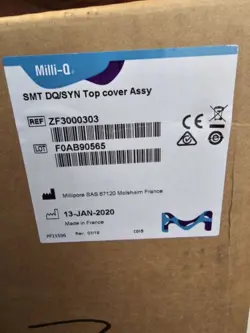 Milli-Q®
SMT DQ/SYN Top cover Assy
REF ZF3000303
LOT F0AB90565
Millipore SAS 67120 Molsheim France
13-JAN-2020
Made in France